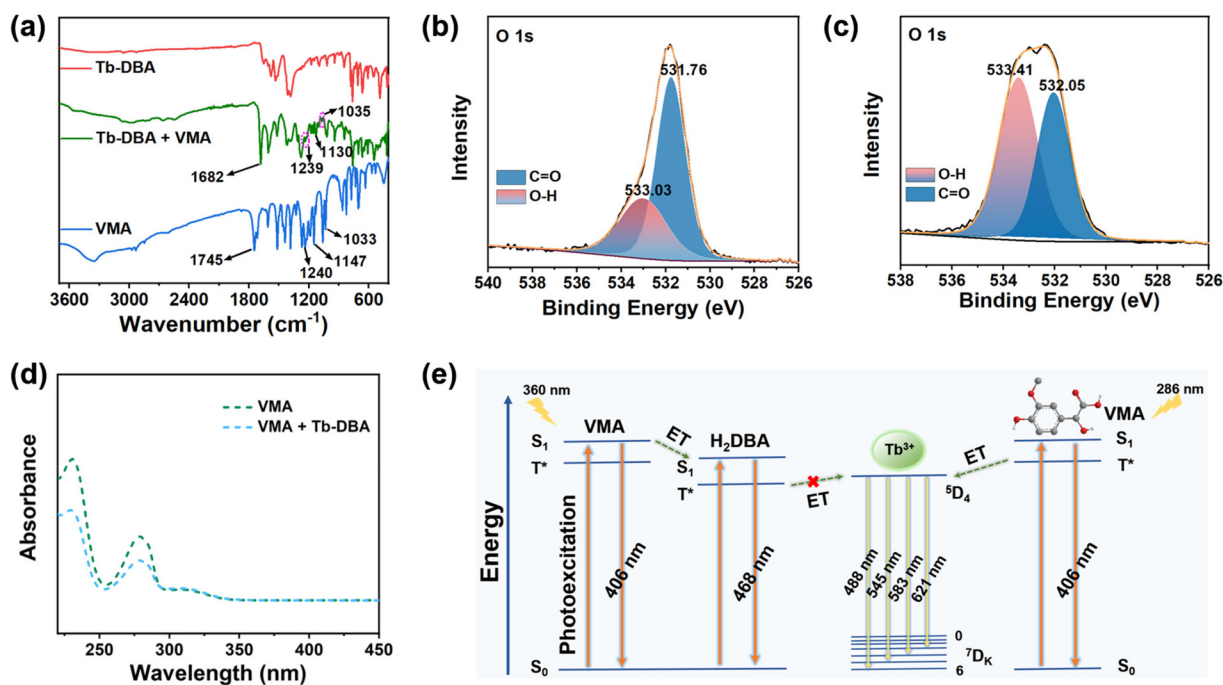 (a)
Tb-DBA
1035
Tb-DBA + VMA
1130
1682
1239
VMA
1033
1745
1147
1240
3600 3000 2400 1800 1200 600
Wavenumber (cm-1)
(b)
O 1s
531.76
C=O
O-H
533.03
Intensity
540 538 536 534 532 530 528 526
Binding Energy (eV)
(c)
O 1s
533.41
532.05
O-H
C=O
Intensity
538 536 534 532 530 528 526
Binding Energy (eV)
(d)
VMA
VMA + Tb-DBA
Absorbance
250 300 350 400 450
Wavelength (nm)
(e)
Energy
360 nm
VMA
S1
T*
Photoexcitation
406 nm
S0
ET
H2DBA
S1
T*
468 nm
ET
Tb3+
5D4
488 nm
545 nm
583 nm
621 nm
0
7DK
6
ET
286 nm
VMA
S1
T*
406 nm
S0